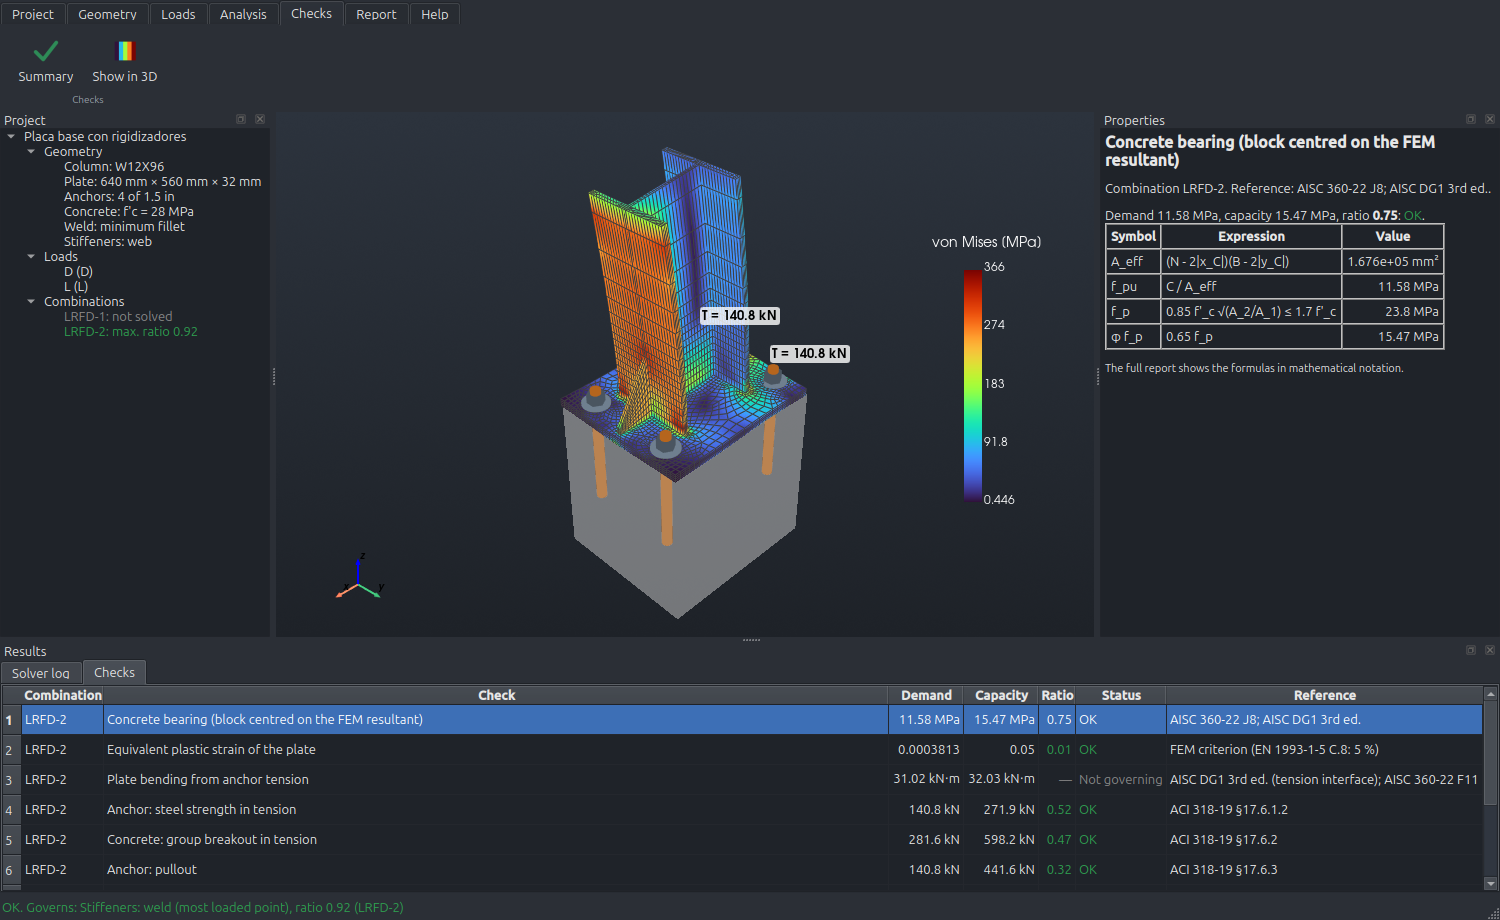 Project Geometry Loads Analysis Checks Report Help
Summary Show in 3D
Checks
Project
Placa base con rigidizadores
Geometry
Column: W12X96
Plate: 640 mm × 560 mm × 32 mm
Anchors: 4 of 1.5 in
Concrete: f'c = 28 MPa
Weld: minimum fillet
Stiffeners: web
Loads
D (D)
L (L)
Combinations
LRFD-1: not solved
LRFD-2: max. ratio 0.92
von Mises [MPa]
366
274
183
91.8
0.446
T = 140.8 kN
T = 140.8 kN
z
x
y
Properties
Concrete bearing (block centred on the FEM
resultant)
Combination LRFD-2. Reference: AISC 360-22 J8; AISC DG1 3rd ed..
Demand 11.58 MPa, capacity 15.47 MPa, ratio 0.75: OK.
Symbol Expression Value
A_eff (N - 2|x_C|)(B - 2|y_C|) 1.676e+05 mm²
f_pu C / A_eff 11.58 MPa
f_p 0.85 f'_c √(A_2/A_1) ≤ 1.7 f'_c 23.8 MPa
φ f_p 0.65 f_p 15.47 MPa
The full report shows the formulas in mathematical notation.
Results
Solver log Checks
Combination Check Demand Capacity Ratio Status Reference
1 LRFD-2 Concrete bearing (block centred on the FEM resultant) 11.58 MPa 15.47 MPa 0.75 OK AISC 360-22 J8; AISC DG1 3rd ed.
2 LRFD-2 Equivalent plastic strain of the plate 0.0003813 0.05 0.01 OK FEM criterion (EN 1993-1-5 C.8: 5 %)
3 LRFD-2 Plate bending from anchor tension 31.02 kN·m 32.03 kN·m — Not governing AISC DG1 3rd ed. (tension interface); AISC 360-22 F11
4 LRFD-2 Anchor: steel strength in tension 140.8 kN 271.9 kN 0.52 OK ACI 318-19 §17.6.1.2
5 LRFD-2 Concrete: group breakout in tension 281.6 kN 598.2 kN 0.47 OK ACI 318-19 §17.6.2
6 LRFD-2 Anchor: pullout 140.8 kN 441.6 kN 0.32 OK ACI 318-19 §17.6.3
OK. Governs: Stiffeners: weld (most loaded point), ratio 0.92 (LRFD-2)